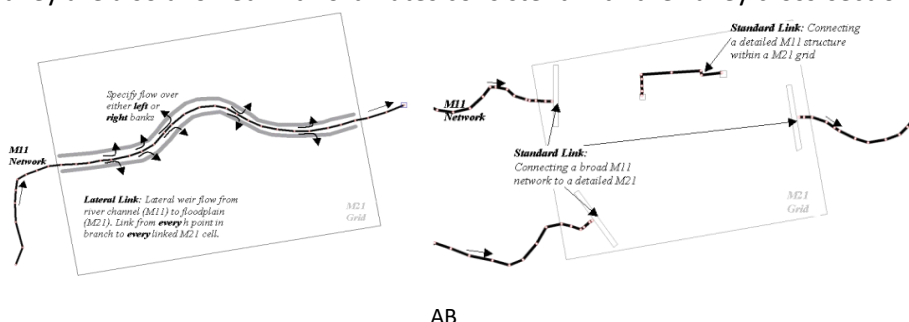 Specify flow over
either left or
right banks
M11
Network
Lateral Link: Lateral weir flow from
river channel (M11) to floodplain
(M21). Link from every h point in
branch to every linked M21 cell.
M21
Grid
Standard Link: Connecting
a detailed M11 structure
within a M21 grid
M11
Network
Standard Link:
Connecting a broad M11
network to a detailed M21
M21
Grid
AB